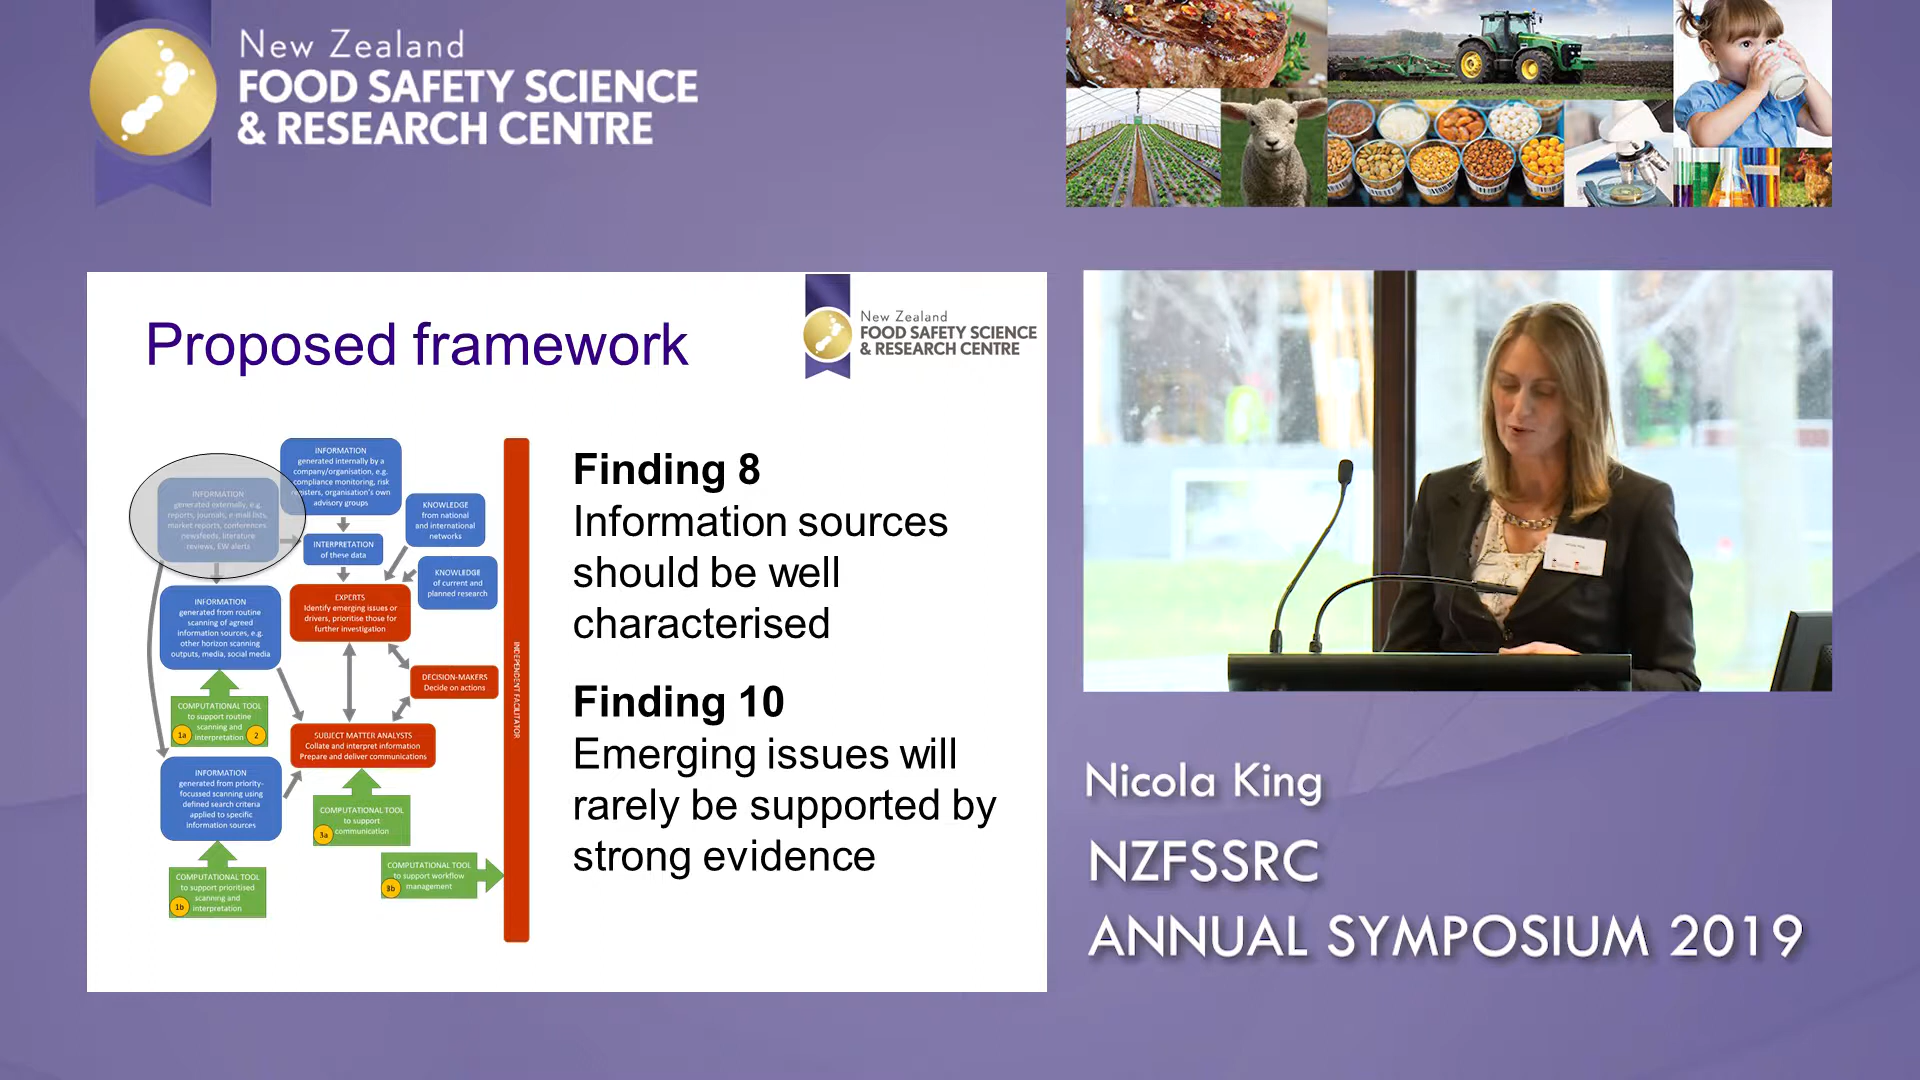 New Zealand
FOOD SAFETY SCIENCE
& RESEARCH CENTRE
Proposed framework
New Zealand
FOOD SAFETY SCIENCE
& RESEARCH CENTRE
INFORMATION
generated externally, e.g.
reports, journals, e-mail lists,
market reports, conferences
newsfeeds, literature
reviews, EW alerts
INFORMATION
generated internally by a
company/organisation, e.g.
compliance monitoring, risk
registers, organisation's own
advisory groups
KNOWLEDGE
from national
and international
networks
INTERPRETATION
of these data
KNOWLEDGE
of current and
planned research
INFORMATION
generated from routine
scanning of agreed
information sources, e.g.
other horizon scanning
outputs, media, social media
EXPERTS
Identify emerging issues or
drivers, prioritise those for
further investigation
DECISION-MAKERS
Decide on actions
COMPUTATIONAL TOOL
to support routine
scanning and
interpretation
1a
2
SUBJECT MATTER ANALYSTS
Collate and interpret information
Prepare and deliver communications
INFORMATION
generated from priority-
focussed scanning using
defined search criteria
applied to specific
information sources
COMPUTATIONAL TOOL
to support
communication
3a
COMPUTATIONAL TOOL
to support workflow
management
3b
COMPUTATIONAL TOOL
to support prioritised
scanning and
interpretation
1b
INDEPENDENT FACILITATOR
Finding 8
Information sources
should be well
characterised
Finding 10
Emerging issues will
rarely be supported by
strong evidence
Nicola King
NZFSSRC
ANNUAL SYMPOSIUM 2019